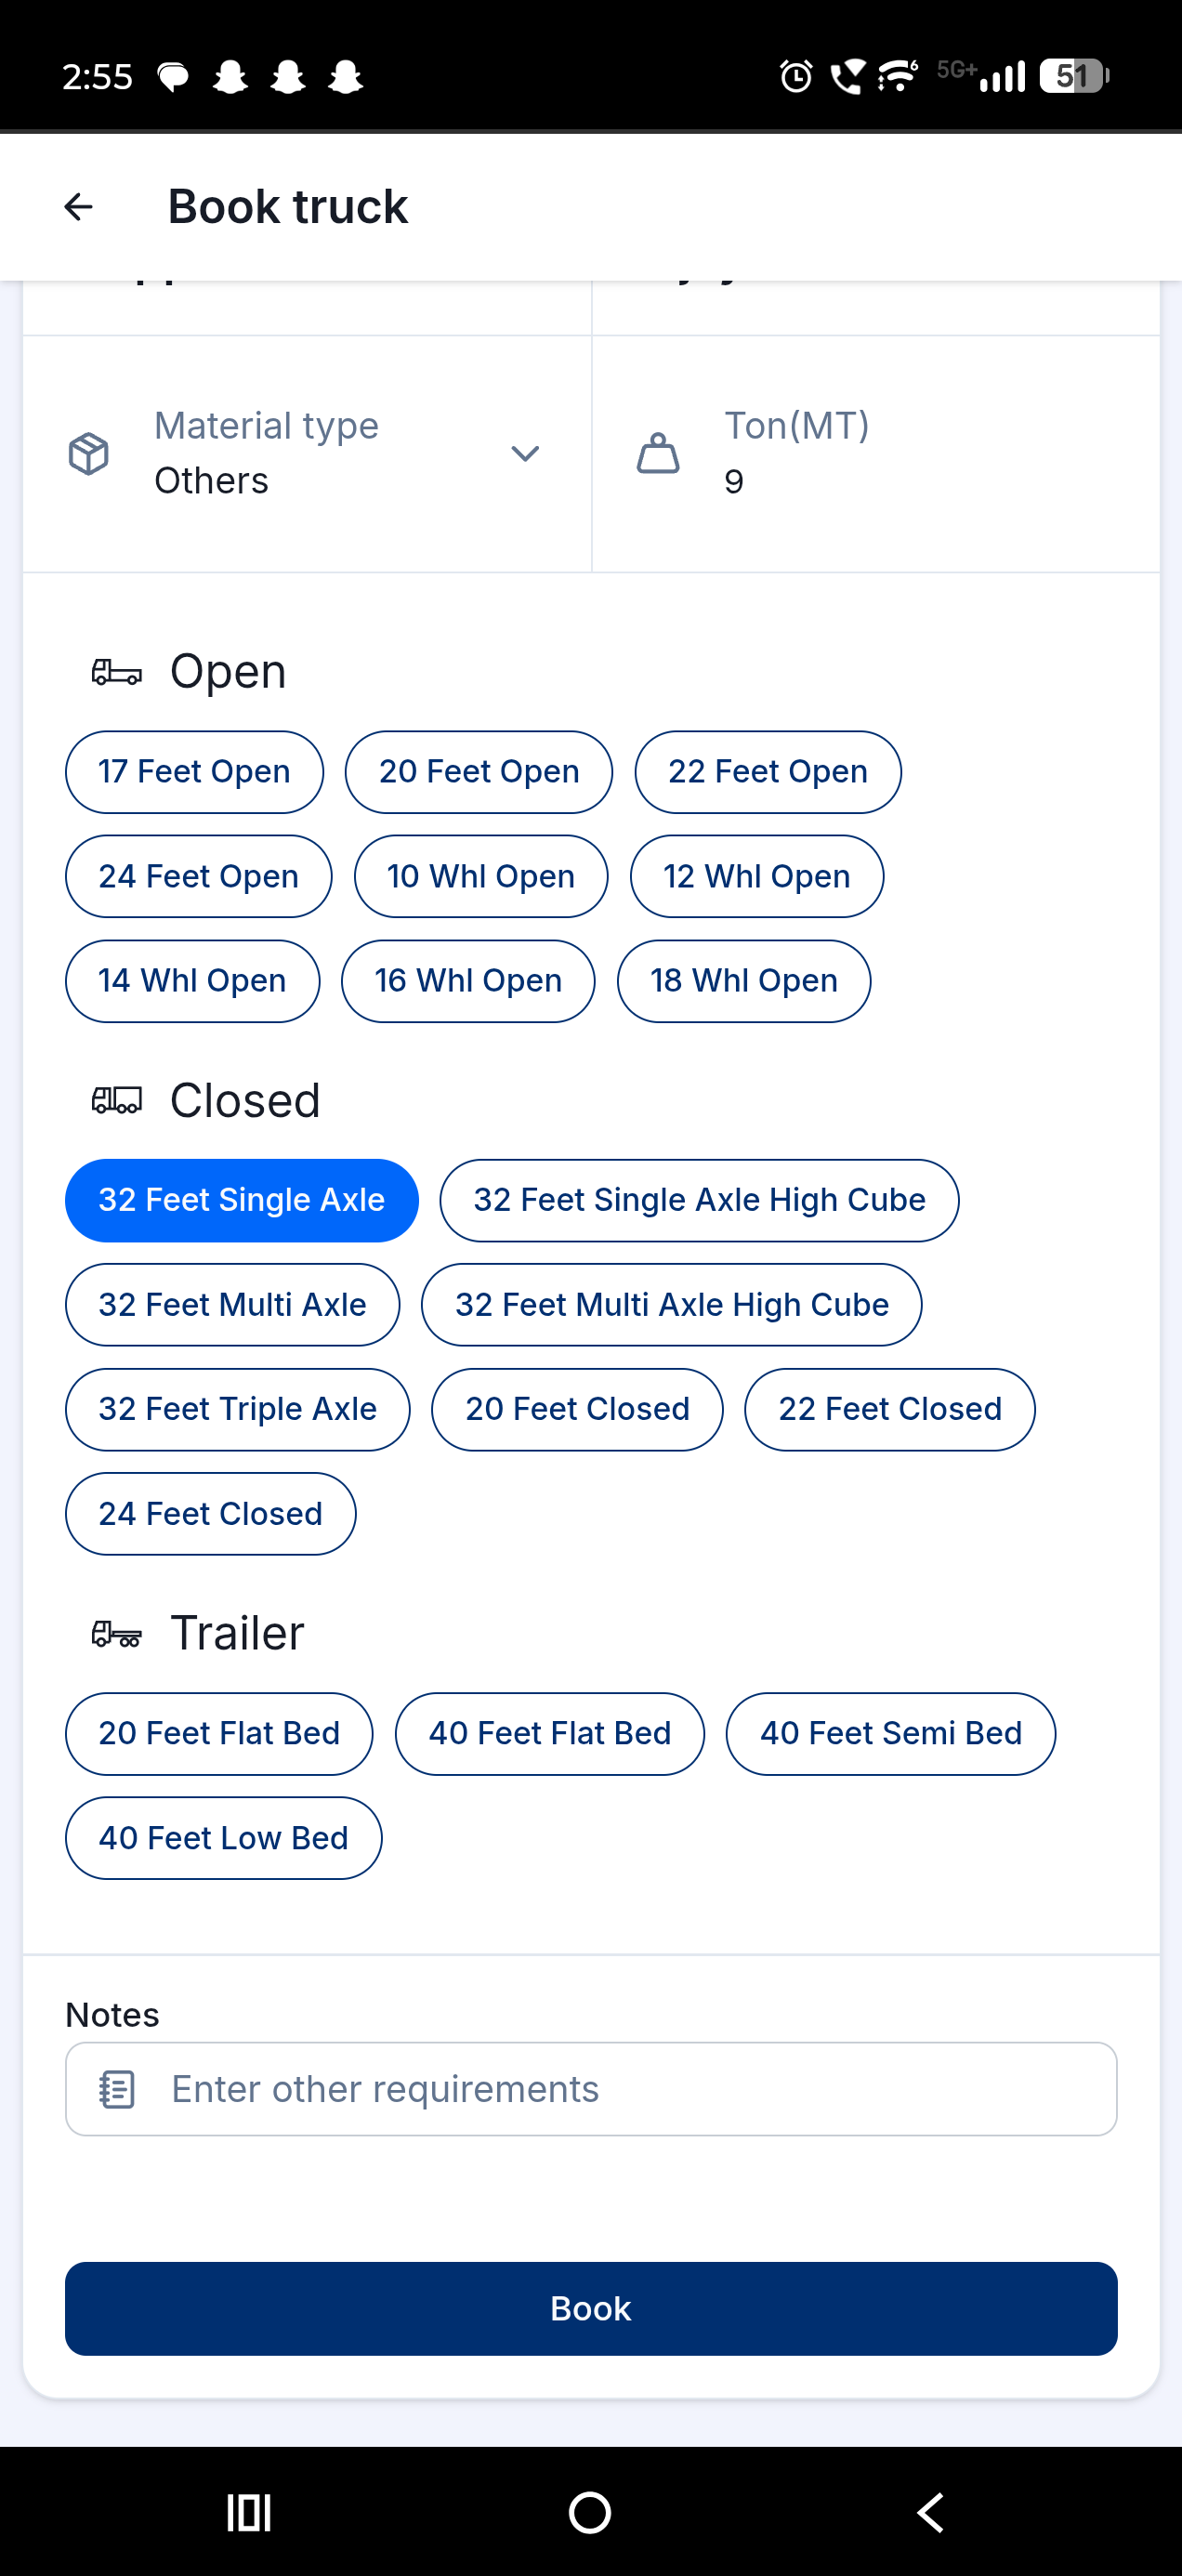 2:55 6 5G+ 51
Book truck
Material type
Others
Ton(MT)
9
Open
17 Feet Open 20 Feet Open 22 Feet Open
24 Feet Open 10 Whl Open 12 Whl Open
14 Whl Open 16 Whl Open 18 Whl Open
Closed
32 Feet Single Axle 32 Feet Single Axle High Cube
32 Feet Multi Axle 32 Feet Multi Axle High Cube
32 Feet Triple Axle 20 Feet Closed 22 Feet Closed
24 Feet Closed
Trailer
20 Feet Flat Bed 40 Feet Flat Bed 40 Feet Semi Bed
40 Feet Low Bed
Notes
Enter other requirements
Book